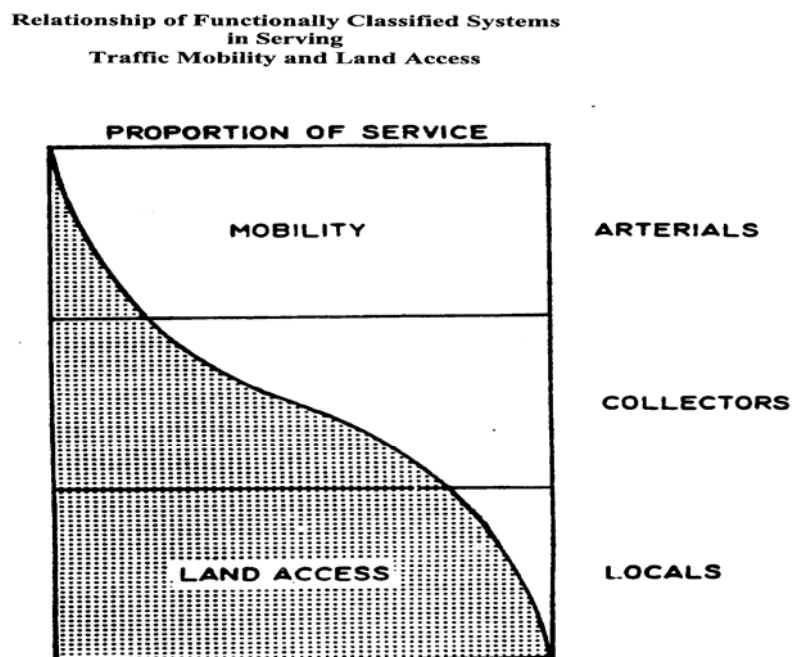 Relationship of Functionally Classified Systems
in Serving
Traffic Mobility and Land Access
PROPORTION OF SERVICE
MOBILITY
ARTERIALS
COLLECTORS
LAND ACCESS
LOCALS